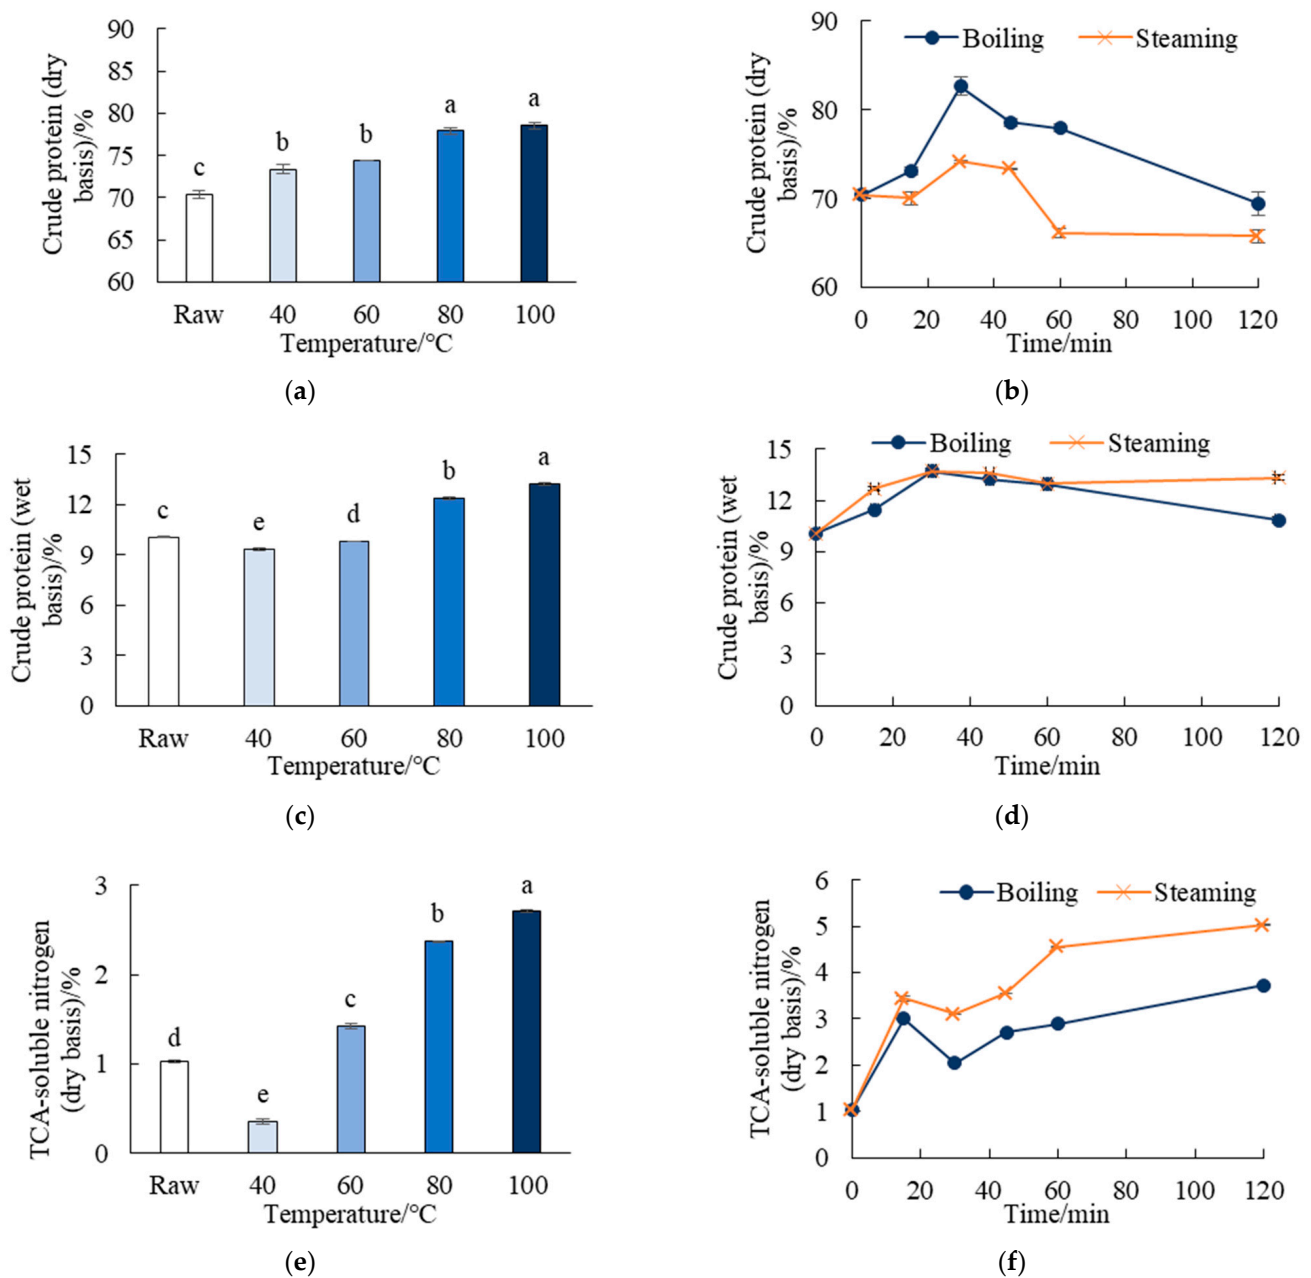 Crude protein (dry
basis)/%
90
85
80
75
70
65
60
c
b
b
a
a
Raw 40 60 80 100
Temperature/°C
(a)
Crude protein (dry
basis)/%
Boiling Steaming
90
80
70
60
0 20 40 60 80 100 120
Time/min
(b)
Crude protein (wet
basis)/%
15
12
9
6
3
0
c
e
d
b
a
Raw 40 60 80 100
Temperature/°C
(c)
Crude protein (wet
basis)/%
Boiling Steaming
15
12
9
6
3
0
0 20 40 60 80 100 120
Time/min
(d)
TCA-soluble nitrogen
(dry basis)/%
3
2
1
0
d
e
c
b
a
Raw 40 60 80 100
Temperature/°C
(e)
TCA-soluble nitrogen
(dry basis)/%
Boiling Steaming
6
5
4
3
2
1
0
0 20 40 60 80 100 120
Time/min
(f)